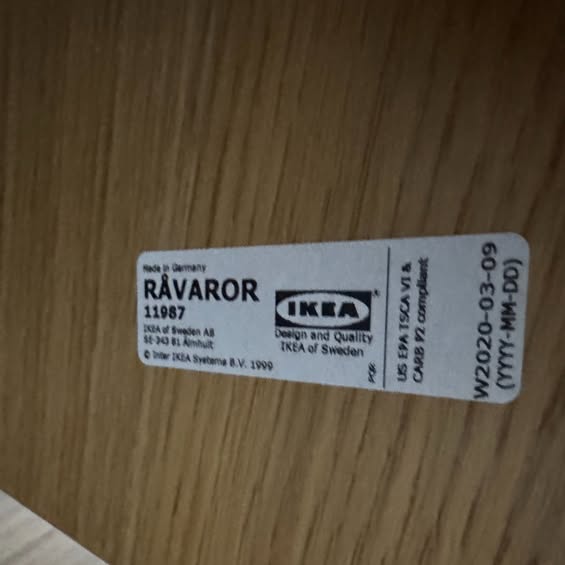 Made in Germany
RÅVAROR
11987
IKEA of Sweden AB
SE-343 81 Älmhult
© Inter IKEA Systems B.V. 1999
IKEA®
Design and Quality
IKEA of Sweden
PQR
US EPA TSCA VI &
CARB P2 compliant
W2020-03-09
(YYYY-MM-DD)